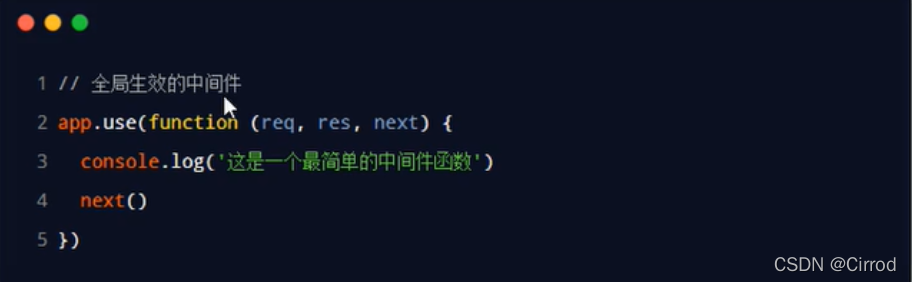 1 // 全局生效的中间件
2 app.use(function (req, res, next) {
3   console.log('这是一个最简单的中间件函数')
4   next()
5 })
CSDN @Cirrod